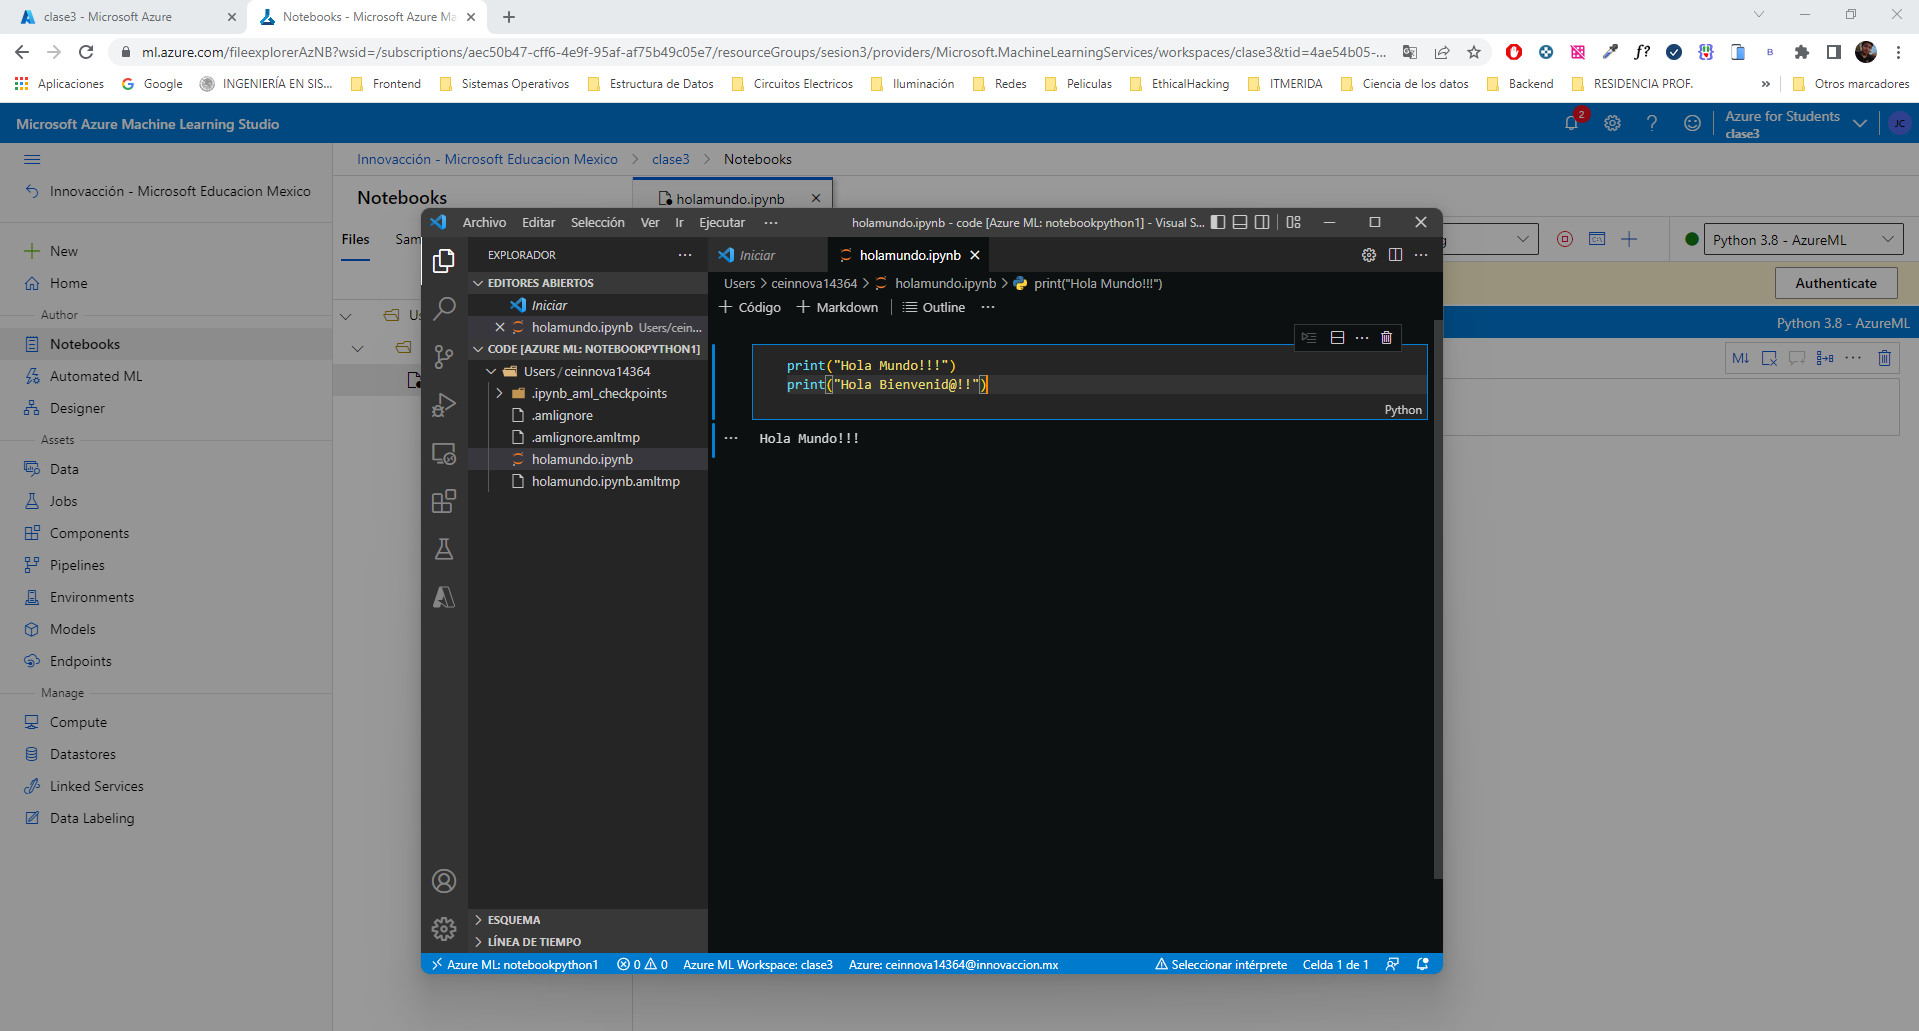 clase3 - Microsoft Azure
Notebooks - Microsoft Azure Ma
ml.azure.com/fileexplorerAzNB?wsid=/subscriptions/aec50b47-cff6-4e9f-95af-af75b49c05e7/resourceGroups/sesion3/providers/Microsoft.MachineLearningServices/workspaces/clase3&tid=4ae54b05-...
Aplicaciones Google INGENIERÍA EN SIS... Frontend Sistemas Operativos Estructura de Datos Circuitos Electricos Iluminación Redes Peliculas EthicalHacking ITMERIDA Ciencia de los datos Backend RESIDENCIA PROF. » Otros marcadores
Microsoft Azure Machine Learning Studio
2
Azure for Students
clase3
JC
Innovacción - Microsoft Educacion Mexico > clase3 > Notebooks
Innovacción - Microsoft Educacion Mexico
New
Home
Author
Notebooks
Automated ML
Designer
Assets
Data
Jobs
Components
Pipelines
Environments
Models
Endpoints
Manage
Compute
Datastores
Linked Services
Data Labeling
Notebooks
holamundo.ipynb
Files
Sam
Us
Python 3.8 - AzureML
Authenticate
Python 3.8 - AzureML
M↓
Archivo Editar Selección Ver Ir Ejecutar ···
holamundo.ipynb - code [Azure ML: notebookpython1] - Visual S...
EXPLORADOR
EDITORES ABIERTOS
Iniciar
holamundo.ipynb Users/cein...
CODE [AZURE ML: NOTEBOOKPYTHON1]
Users / ceinnova14364
.ipynb_aml_checkpoints
.amlignore
.amlignore.amltmp
holamundo.ipynb
holamundo.ipynb.amltmp
ESQUEMA
LÍNEA DE TIEMPO
Iniciar
holamundo.ipynb
Users > ceinnova14364 > holamundo.ipynb > print("Hola Mundo!!!")
+ Código + Markdown Outline ···
print("Hola Mundo!!!")
print("Hola Bienvenid@!!")
Python
Hola Mundo!!!
Azure ML: notebookpython1 0 0 Azure ML Workspace: clase3 Azure: ceinnova14364@innovaccion.mx Seleccionar intérprete Celda 1 de 1